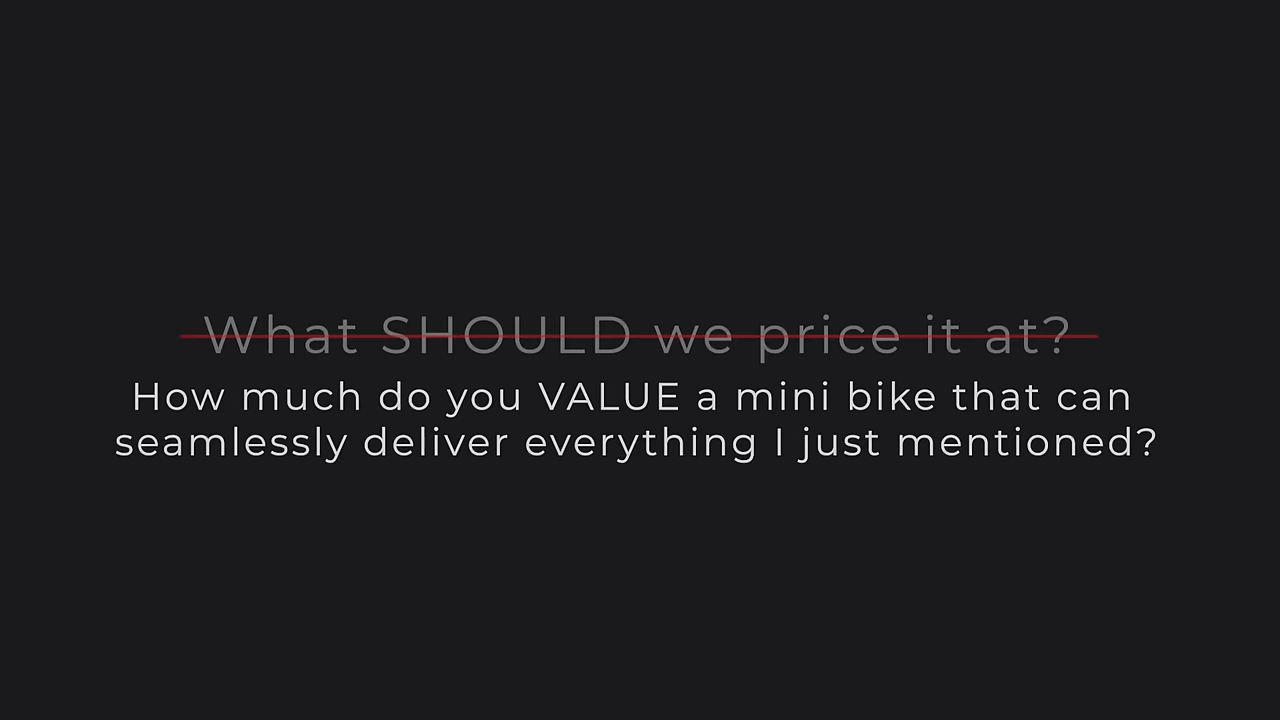 What SHOULD we price it at?
How much do you VALUE a mini bike that can
seamlessly deliver everything I just mentioned?